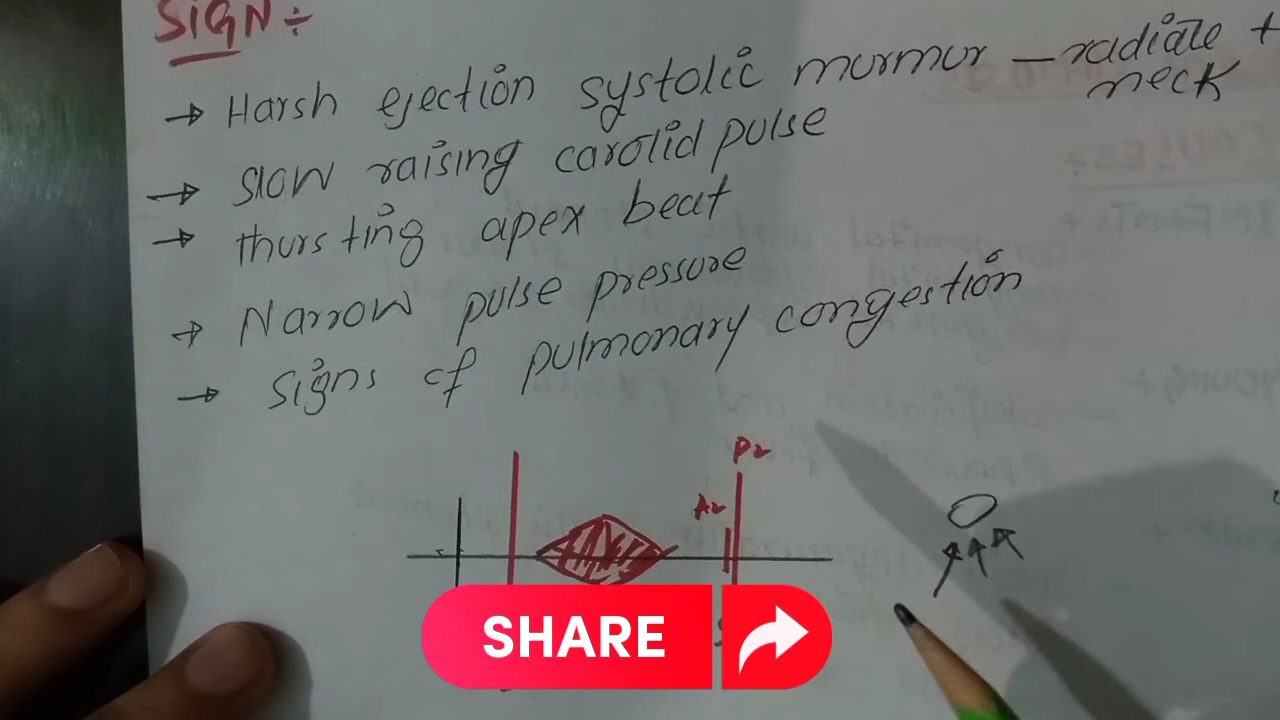 SIGN ÷
→ Harsh ejection systolic murmur — radiate +
neck
→ Slow raising carotid pulse
→ thursting apex beat
→ Narrow pulse pressure
→ signs of pulmonary congestion
P2
A2
SHARE